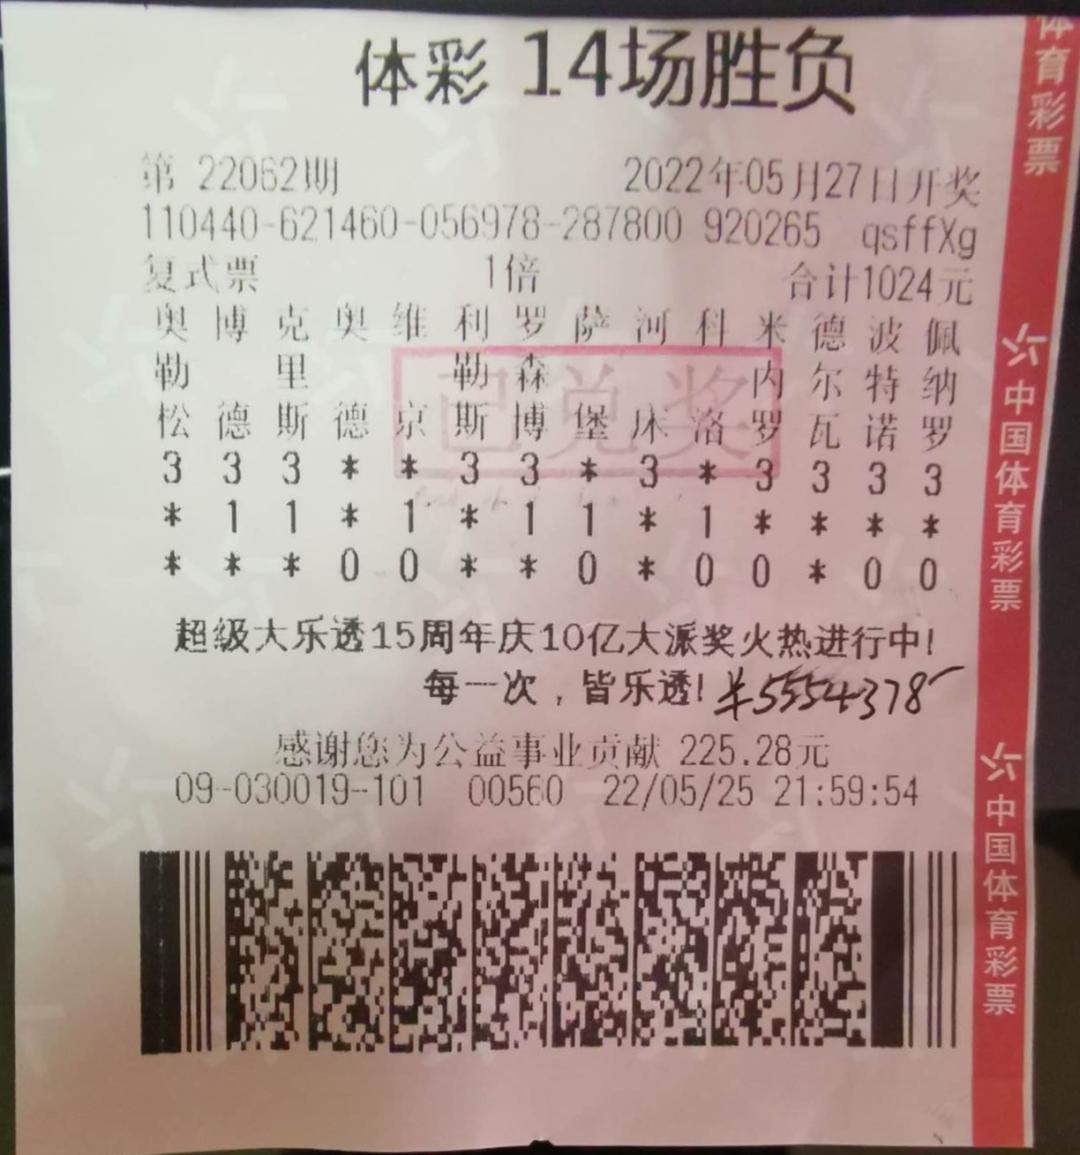 体彩 14场胜负
第 22062期 2022年05月27日开奖
110440-621460-056978-287800 920265 qsffXg
复式票 1倍 合计1024元
奥 博 克 奥 维 利 罗 萨 河 科 米 德 波 佩
勒 里 勒 森 内 尔 特 纳
松 德 斯 德 京 斯 博 堡 床 洛 罗 瓦 诺 罗
已兑奖
3 3 3 * * 3 3 * 3 * 3 3 3 3
* 1 1 * 1 * 1 1 * 1 * * * *
* * * 0 0 * * 0 * 0 0 * 0 0
超级大乐透15周年庆10亿大派奖火热进行中!
每一次，皆乐透!
¥5554378
感谢您为公益事业贡献 225.28元
09-030019-101 00560 22/05/25 21:59:54
体育彩票
中国体育彩票
中国体育彩票